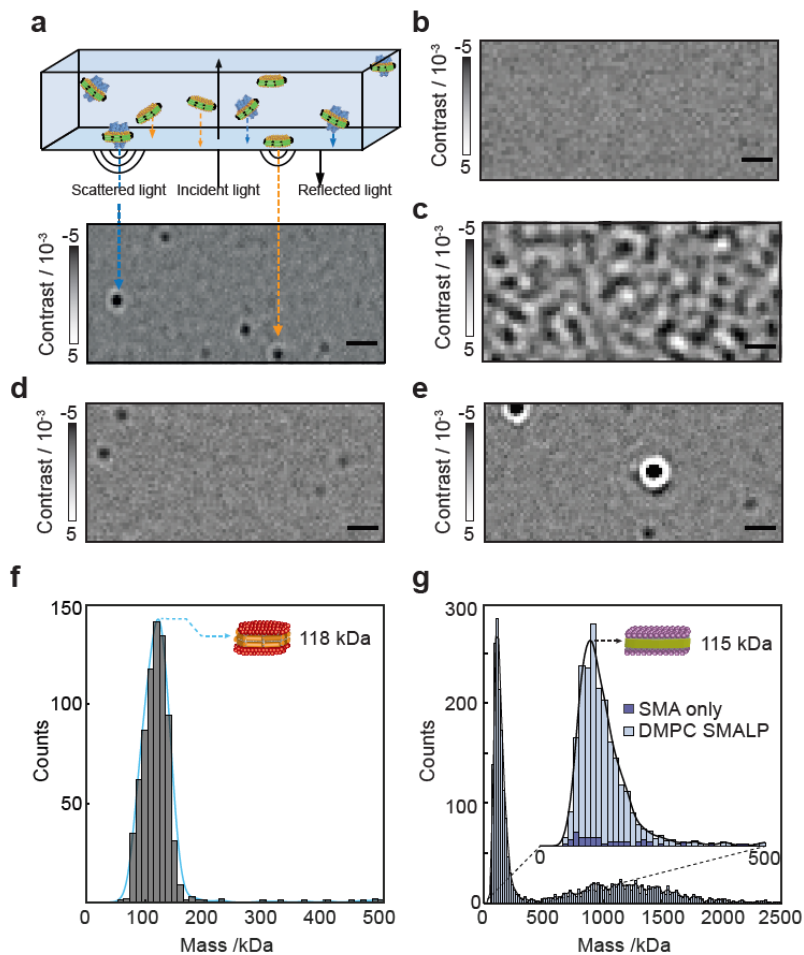 a
Scattered light
Incident light
Reflected light
Contrast / 10⁻³
-5
5
b
Contrast / 10⁻³
-5
5
c
Contrast / 10⁻³
-5
5
d
Contrast / 10⁻³
-5
5
e
Contrast / 10⁻³
-5
5
f
150
100
50
Counts
118 kDa
0 100 200 300 400 500
Mass /kDa
g
300
200
100
0
Counts
115 kDa
SMA only
DMPC SMALP
0 500
0 500 1000 1500 2000 2500
Mass /kDa